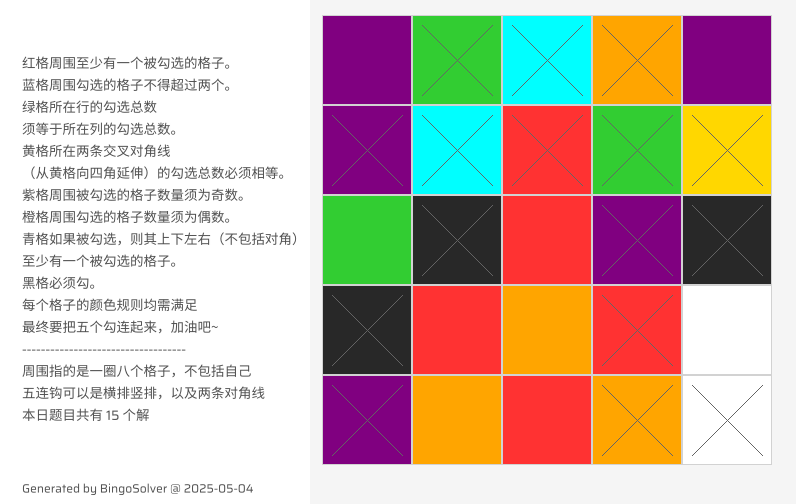 红格周围至少有一个被勾选的格子。
蓝格周围勾选的格子不得超过两个。
绿格所在行的勾选总数
须等于所在列的勾选总数。
黄格所在两条交叉对角线
（从黄格向四角延伸）的勾选总数必须相等。
紫格周围被勾选的格子数量须为奇数。
橙格周围勾选的格子数量须为偶数。
青格如果被勾选，则其上下左右（不包括对角）
至少有一个被勾选的格子。
黑格必须勾。
每个格子的颜色规则均需满足
最终要把五个勾连起来，加油吧~
----------------------------------
周围指的是一圈八个格子，不包括自己
五连钩可以是横排竖排，以及两条对角线
本日题目共有 15 个解
Generated by BingoSolver @ 2025-05-04